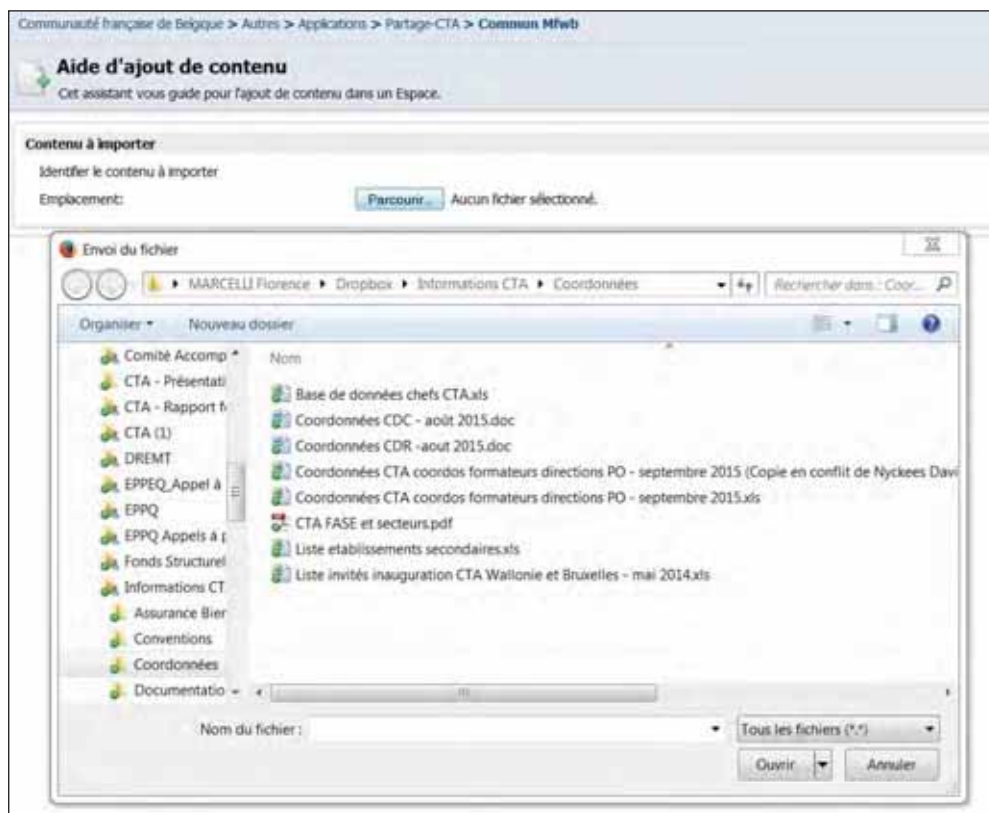 Communauté française de Belgique > Autres > Applications > Partage-CTA > Commun Mfwb
Aide d'ajout de contenu
Cet assistant vous guide pour l'ajout de contenu dans un Espace.
Contenu à importer
Identifier le contenu à importer
Emplacement:
Parcourir... Aucun fichier sélectionné.
Envoi du fichier
MARCELLI Florence Dropbox Informations CTA Coordonnées
Rechercher dans : Coor...
Organiser Nouveau dossier
Comité Accomp
CTA - Présentati
CTA - Rapport f
CTA (1)
DREMT
EPPEQ_Appel à
EPPQ
EPPQ Appels à p
Fonds Structurel
Informations CT
Assurance Bier
Conventions
Coordonnées
Documentatio
Nom
Base de données chefs CTA.xls
Coordonnées CDC - août 2015.doc
Coordonnées CDR -aout 2015.doc
Coordonnées CTA coordos formateurs directions PO - septembre 2015 (Copie en conflit de Nyckees Davi
Coordonnées CTA coordos formateurs directions PO - septembre 2015.xls
CTA FASE et secteurs.pdf
Liste etablissements secondaires.xls
Liste invités inauguration CTA Wallonie et Bruxelles - mai 2014.xls
Nom du fichier :
Tous les fichiers (*.*)
Ouvrir Annuler